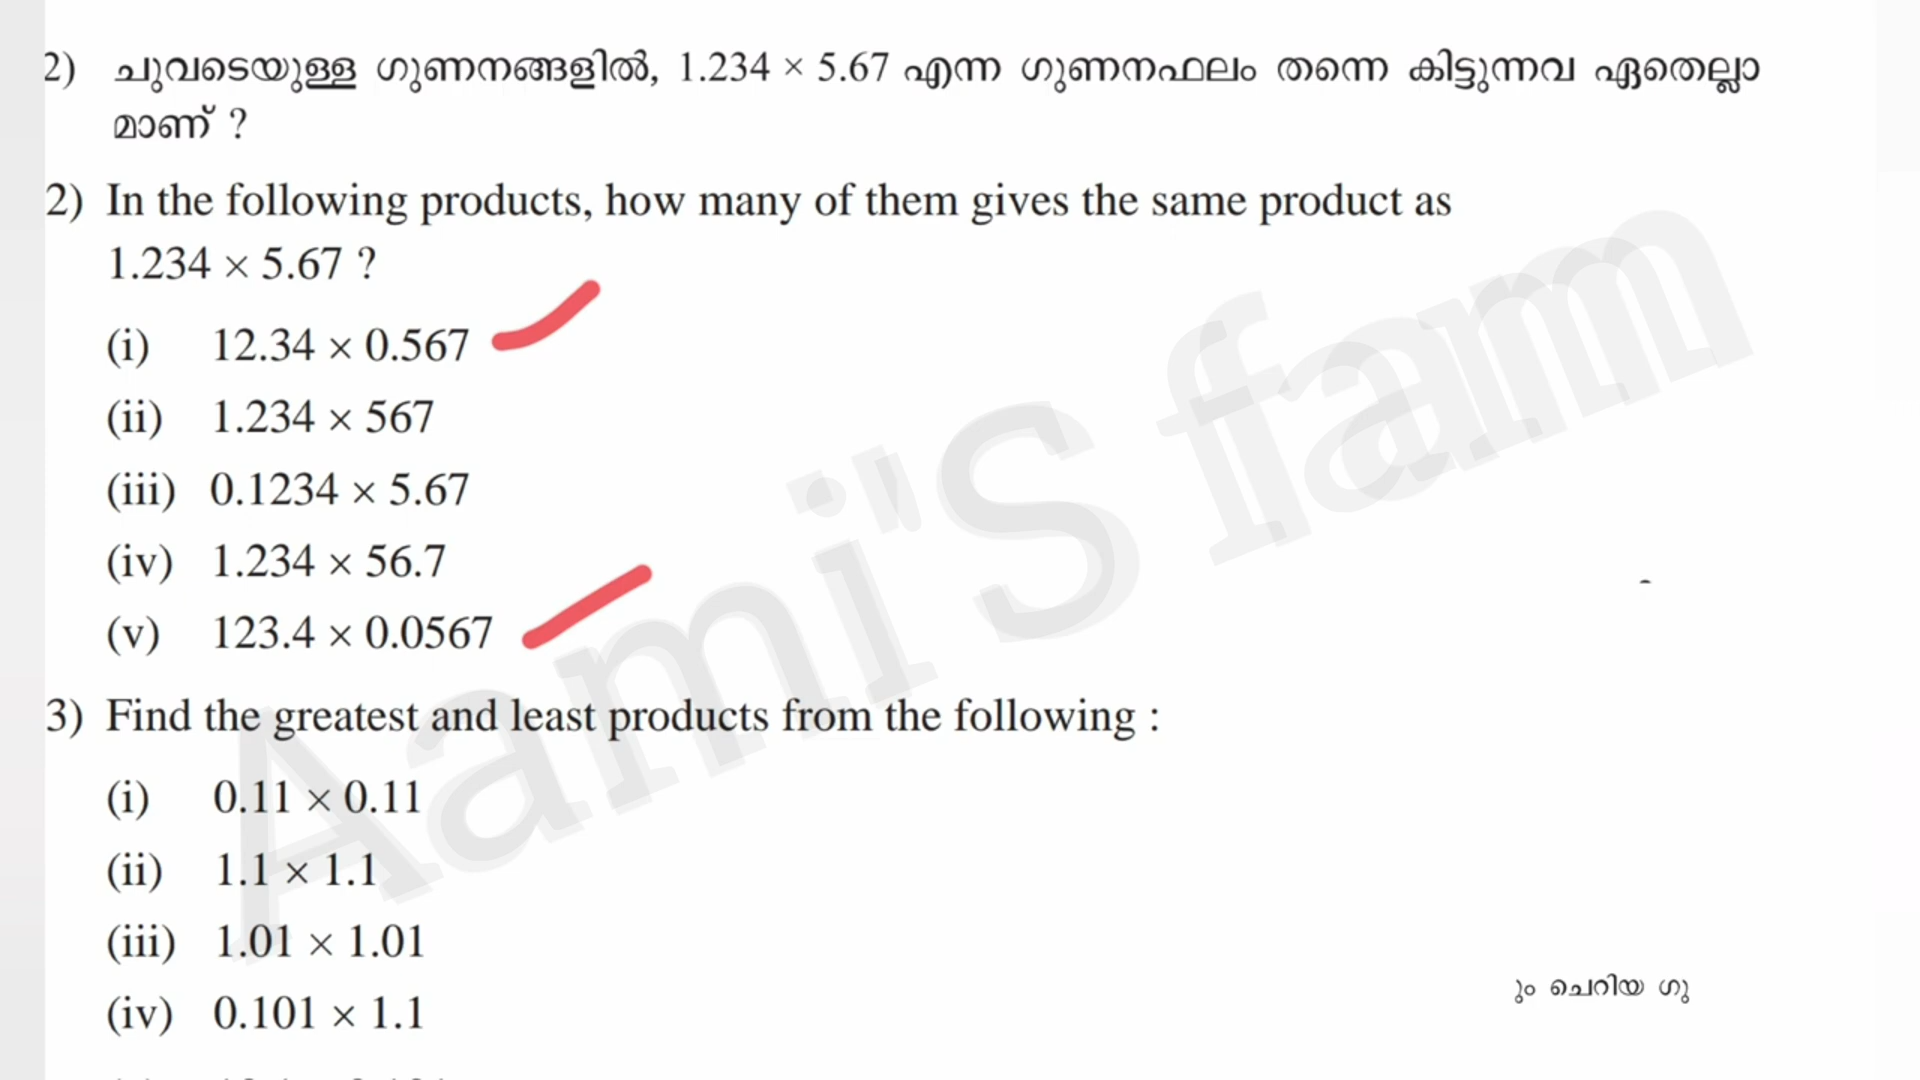 2) ചുവടെയുള്ള ഗുണനങ്ങളിൽ, 1.234 × 5.67 എന്ന ഗുണനഫലം തന്നെ കിട്ടുന്നവ ഏതെല്ലാ
മാണ് ?
2) In the following products, how many of them gives the same product as
1.234 × 5.67 ?
(i) 12.34 × 0.567
(ii) 1.234 × 567
(iii) 0.1234 × 5.67
(iv) 1.234 × 56.7
(v) 123.4 × 0.0567
Aami'S fam
3) Find the greatest and least products from the following :
(i) 0.11 × 0.11
(ii) 1.1 × 1.1
(iii) 1.01 × 1.01
ും ചെറിയ ഗു
(iv) 0.101 × 1.1